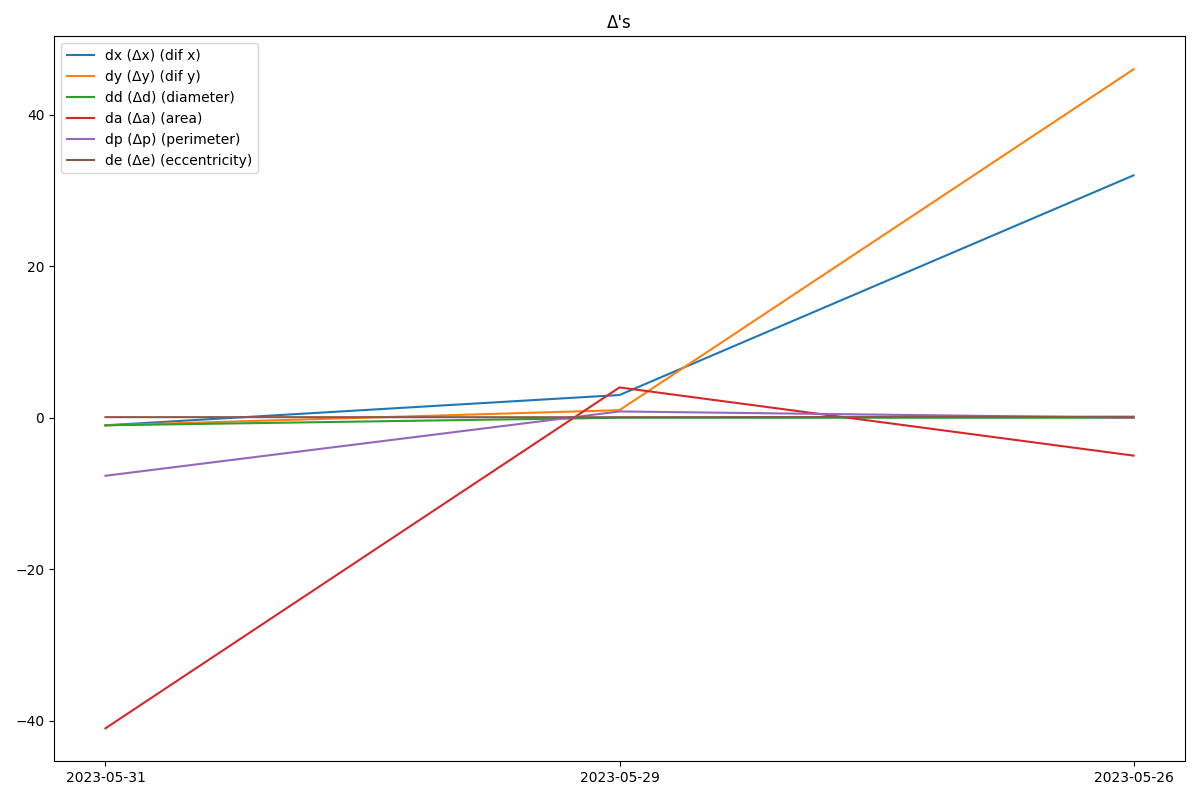 Δ's
dx (Δx) (dif x)
dy (Δy) (dif y)
dd (Δd) (diameter)
da (Δa) (area)
dp (Δp) (perimeter)
de (Δe) (eccentricity)
40
20
0
−20
−40
2023-05-31
2023-05-29
2023-05-26